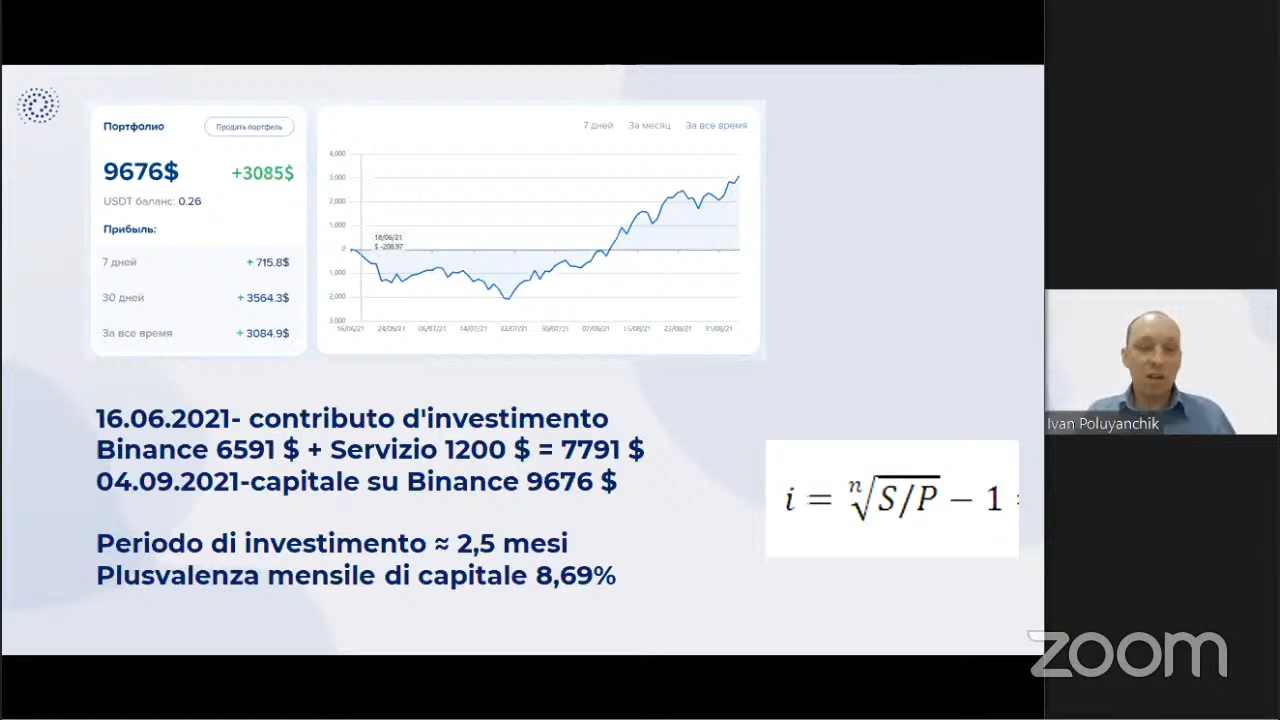 Портфолио
Продать портфель
9676$
+3085$
USDT баланс: 0.26
Прибыль:
7 дней
+ 715.8$
30 дней
+ 3564.3$
За все время
+ 3084.9$
7 дней
За месяц
За все время
4,000
3,000
2,000
1,000
0
1,000
2,000
3,000
18/06/21
$ -208.97
16/06/21
24/06/21
06/07/21
14/07/21
22/07/21
30/07/21
07/08/21
15/08/21
23/08/21
31/08/21
16.06.2021- contributo d'investimento
Binance 6591 $ + Servizio 1200 $ = 7791 $
04.09.2021-capitale su Binance 9676 $
Periodo di investimento ≈ 2,5 mesi
Plusvalenza mensile di capitale 8,69%
i = ⁿ√S/P − 1
Ivan Poluyanchik
zoom